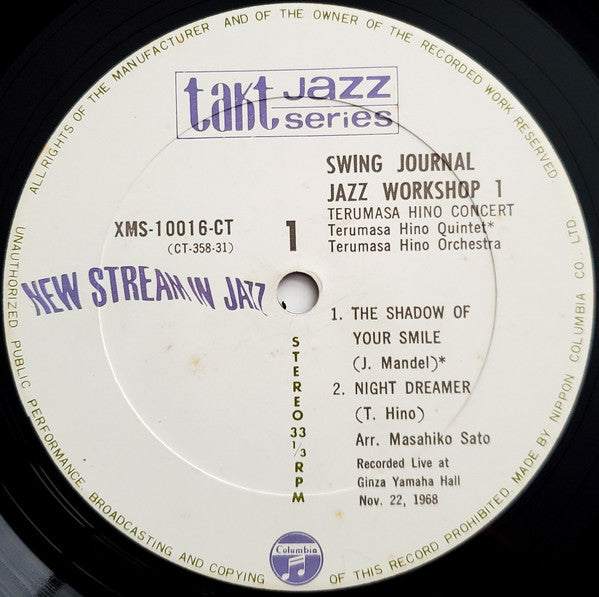 ALL RIGHTS OF THE MANUFACTURER AND OF THE OWNER OF THE RECORDED WORK RESERVED
UNAUTHORIZED PUBLIC PERFORMANCE BROADCASTING AND COPYING OF THIS RECORD PROHIBITED MADE BY NIPPON COLUMBIA CO., LTD.
takt jazz
series
SWING JOURNAL
JAZZ WORKSHOP 1
TERUMASA HINO CONCERT
Terumasa Hino Quintet*
Terumasa Hino Orchestra
XMS-10016-CT
(CT-358-31)
1
NEW STREAM IN JAZZ
STEREO 33 1/3 RPM
1. THE SHADOW OF
YOUR SMILE
(J. Mandel)*
2. NIGHT DREAMER
(T. Hino)
Arr. Masahiko Sato
Recorded Live at
Ginza Yamaha Hall
Nov. 22, 1968
Columbia